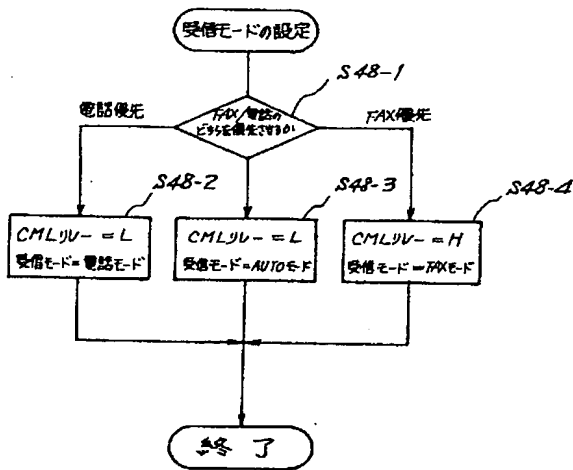 受信モードの設定
S48-1
電話優先
FAX/電話の
どちらを優先させるか
FAX優先
S48-2
S48-3
S48-4
CMLリレー=L
受信モード=電話モード
CMLリレー=L
受信モード=AUTOモード
CMLリレー=H
受信モード=FAXモード
終了